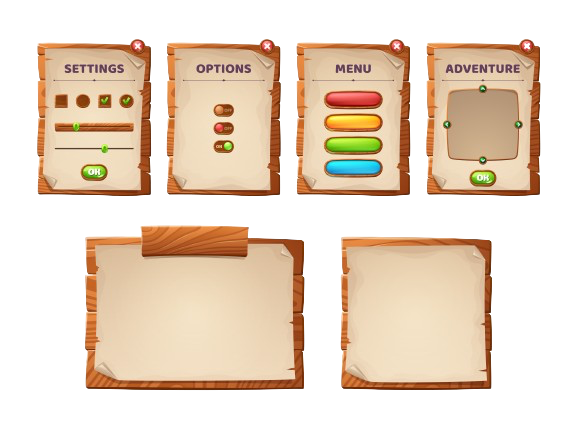 SETTINGS
OPTIONS
MENU
ADVENTURE
OFF
OFF
ON
OK
OK